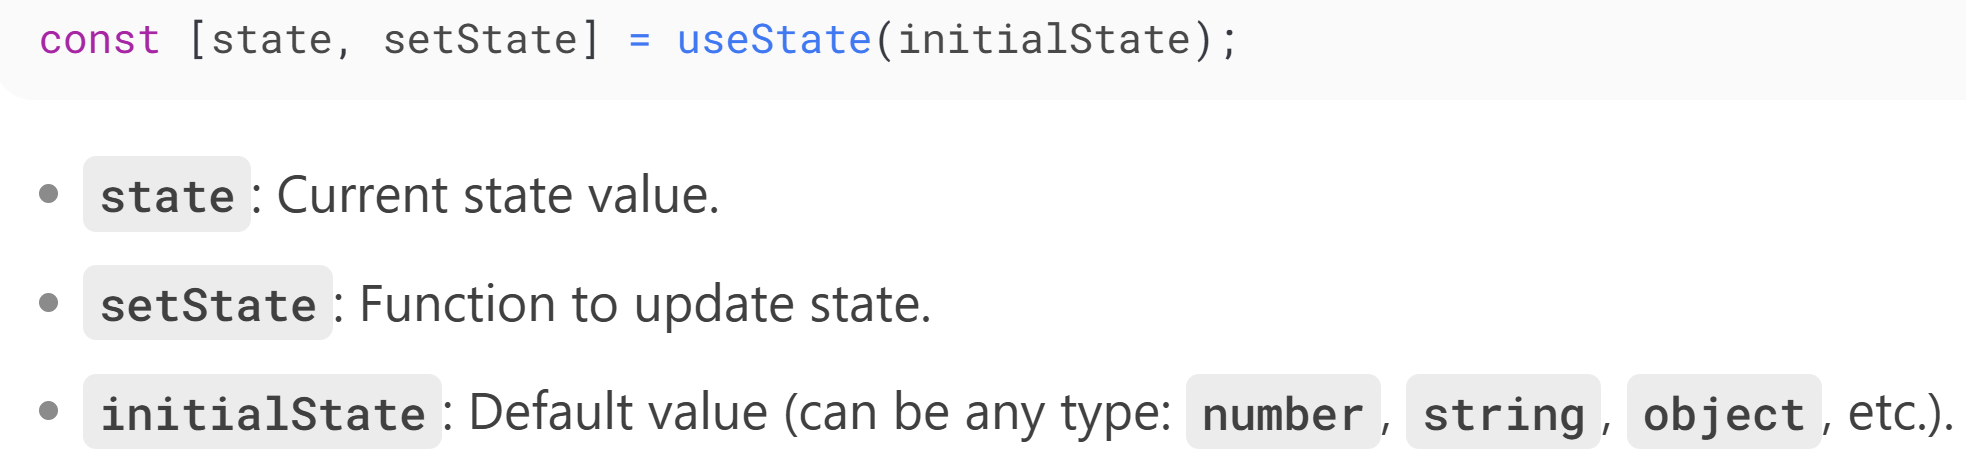 const [state, setState] = useState(initialState);
state: Current state value.
setState: Function to update state.
initialState: Default value (can be any type: number, string, object, etc.).